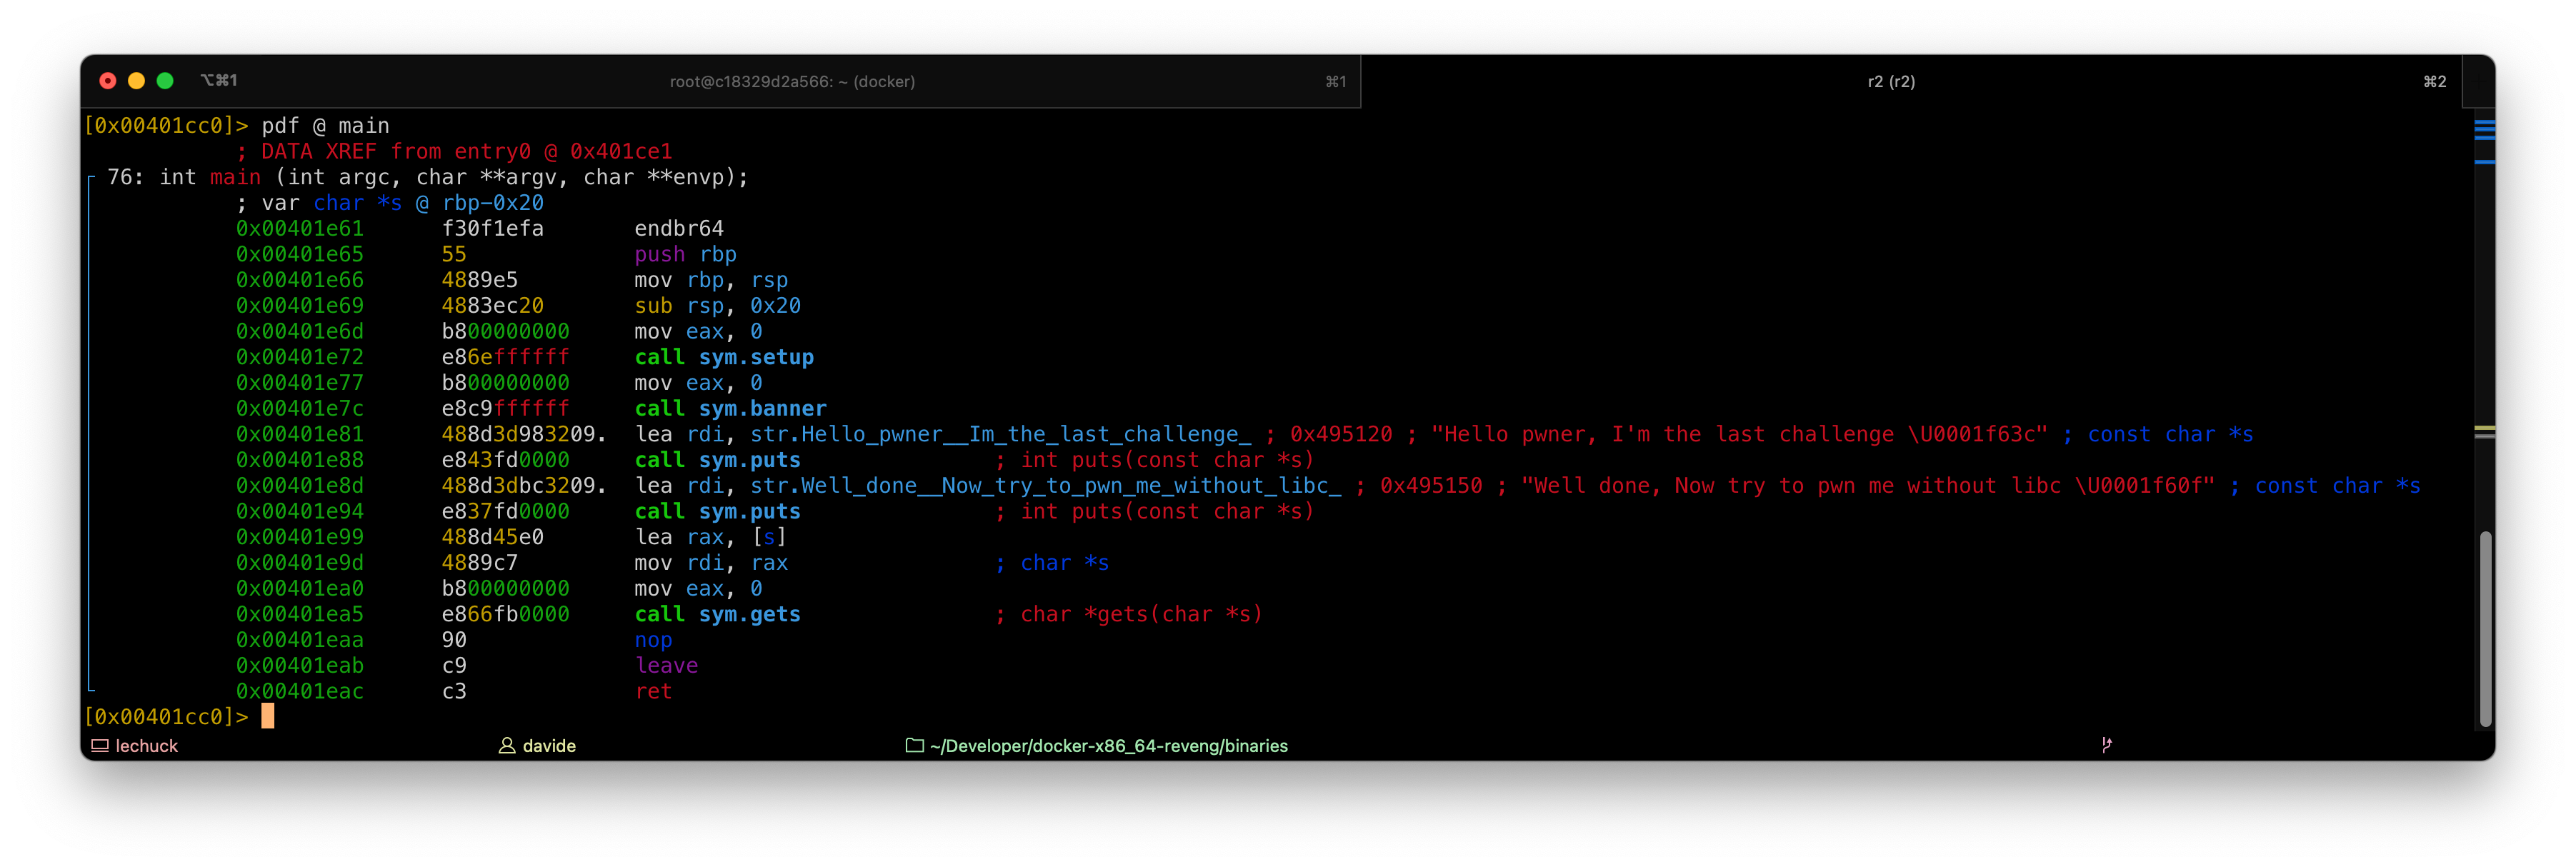 ⌥⌘1 root@c18329d2a566: ~ (docker) ⌘1 r2 (r2) ⌘2
[0x00401cc0]> pdf @ main
; DATA XREF from entry0 @ 0x401ce1
76: int main (int argc, char **argv, char **envp);
; var char *s @ rbp-0x20
0x00401e61 f30f1efa endbr64
0x00401e65 55 push rbp
0x00401e66 4889e5 mov rbp, rsp
0x00401e69 4883ec20 sub rsp, 0x20
0x00401e6d b800000000 mov eax, 0
0x00401e72 e86effffff call sym.setup
0x00401e77 b800000000 mov eax, 0
0x00401e7c e8c9ffffff call sym.banner
0x00401e81 488d3d983209. lea rdi, str.Hello_pwner__Im_the_last_challenge_ ; 0x495120 ; "Hello pwner, I'm the last challenge \U0001f63c" ; const char *s
0x00401e88 e843fd0000 call sym.puts ; int puts(const char *s)
0x00401e8d 488d3dbc3209. lea rdi, str.Well_done__Now_try_to_pwn_me_without_libc_ ; 0x495150 ; "Well done, Now try to pwn me without libc \U0001f60f" ; const char *s
0x00401e94 e837fd0000 call sym.puts ; int puts(const char *s)
0x00401e99 488d45e0 lea rax, [s]
0x00401e9d 4889c7 mov rdi, rax ; char *s
0x00401ea0 b800000000 mov eax, 0
0x00401ea5 e866fb0000 call sym.gets ; char *gets(char *s)
0x00401eaa 90 nop
0x00401eab c9 leave
0x00401eac c3 ret
[0x00401cc0]>
lechuck davide ~/Developer/docker-x86_64-reveng/binaries